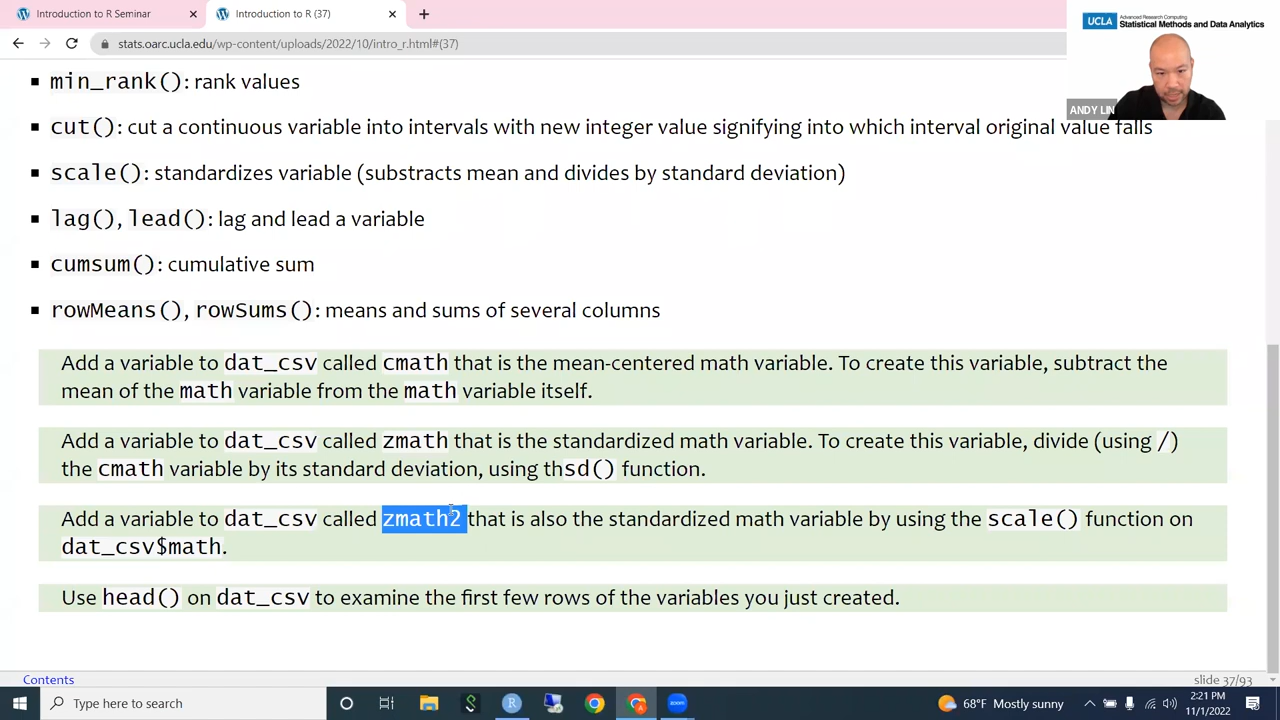 Introduction to R Seminar
Introduction to R (37)
stats.oarc.ucla.edu/wp-content/uploads/2022/10/intro_r.html#(37)
UCLA Advanced Research Computing
Statistical Methods and Data Analytics
ANDY LIN
min_rank(): rank values
cut(): cut a continuous variable into intervals with new integer value signifying into which interval original value falls
scale(): standardizes variable (substracts mean and divides by standard deviation)
lag(), lead(): lag and lead a variable
cumsum(): cumulative sum
rowMeans(), rowSums(): means and sums of several columns
Add a variable to dat_csv called cmath that is the mean-centered math variable. To create this variable, subtract the
mean of the math variable from the math variable itself.
Add a variable to dat_csv called zmath that is the standardized math variable. To create this variable, divide (using /)
the cmath variable by its standard deviation, using thsd() function.
Add a variable to dat_csv called zmath2 that is also the standardized math variable by using the scale() function on
dat_csv$math.
Use head() on dat_csv to examine the first few rows of the variables you just created.
Contents
slide 37/93
Type here to search
zoom
68°F Mostly sunny
2:21 PM
11/1/2022